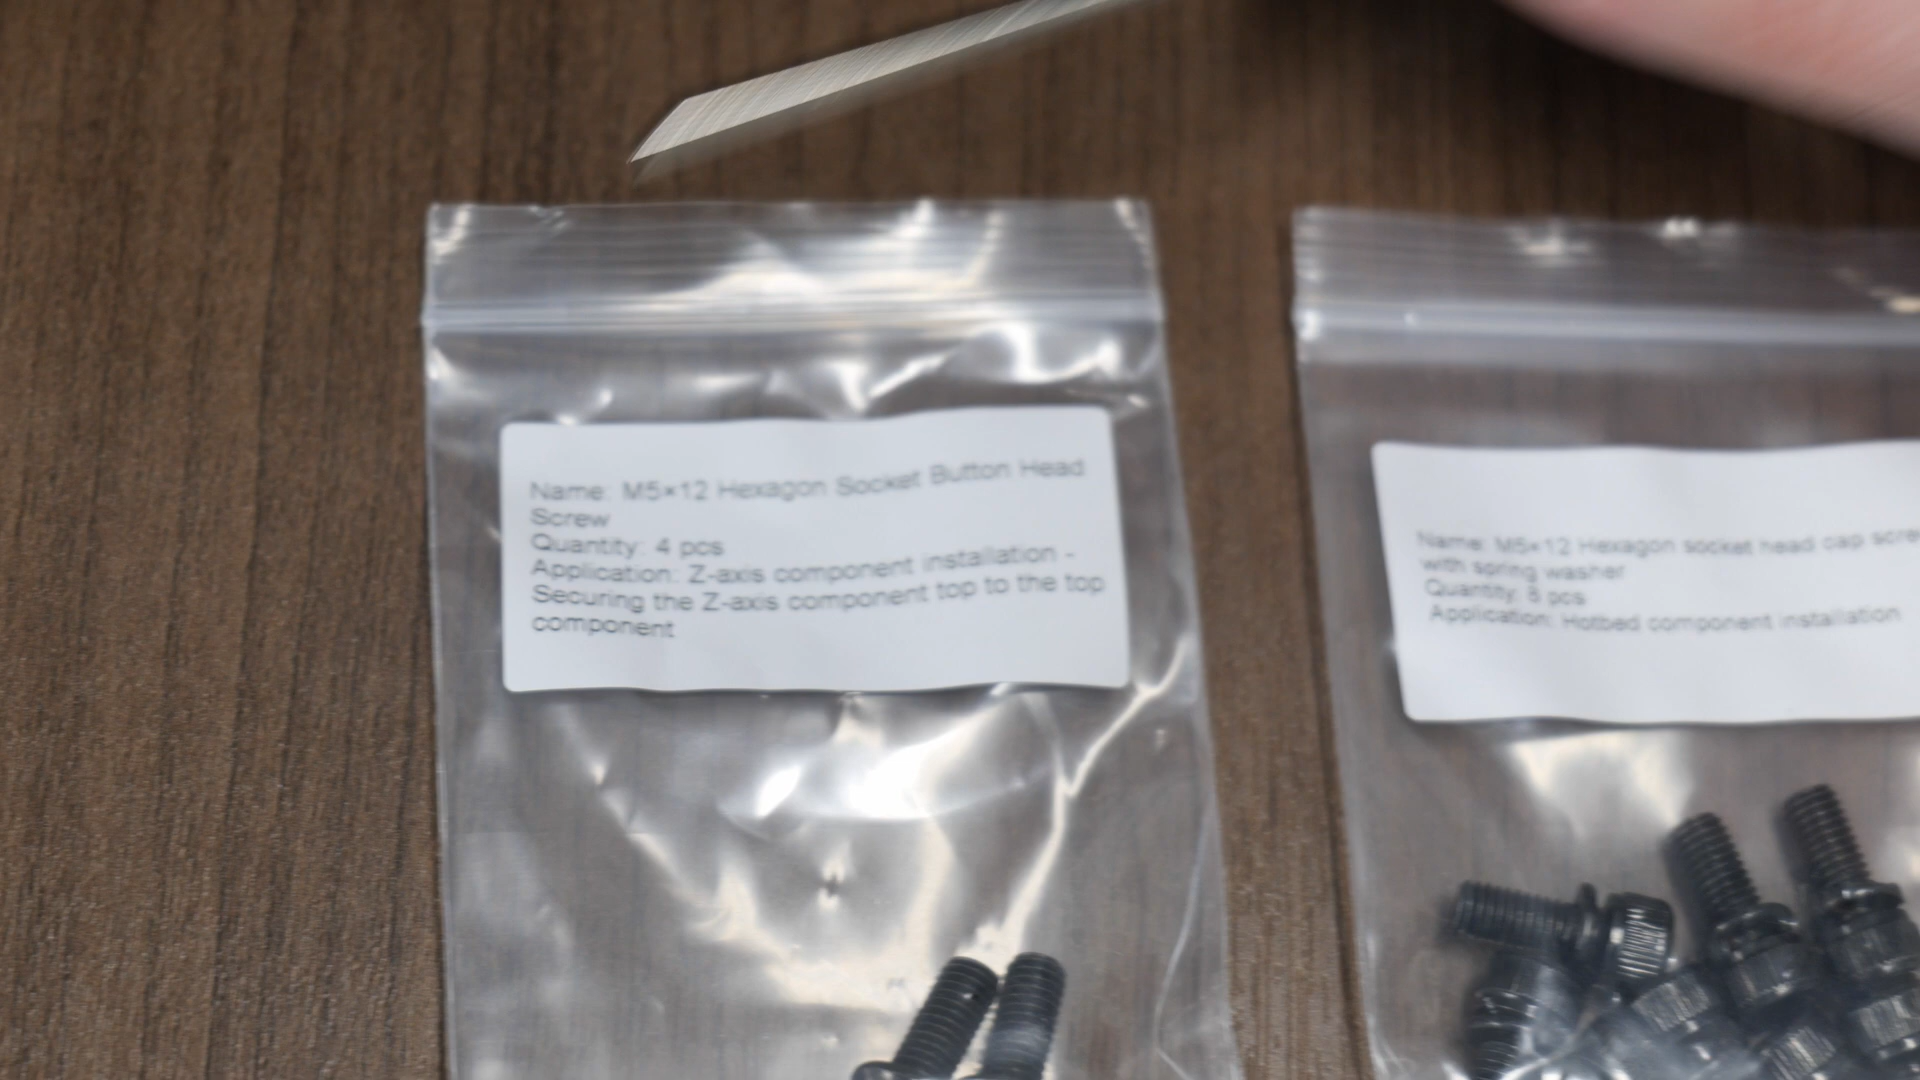 Name: M5×12 Hexagon Socket Button Head
Screw
Quantity: 4 pcs
Application: Z-axis component installation -
Securing the Z-axis component top to the top
component
Name: M5×12 Hexagon socket head cap
with spring washer
Quantity: 8 pcs
Application: Hotbed component installation